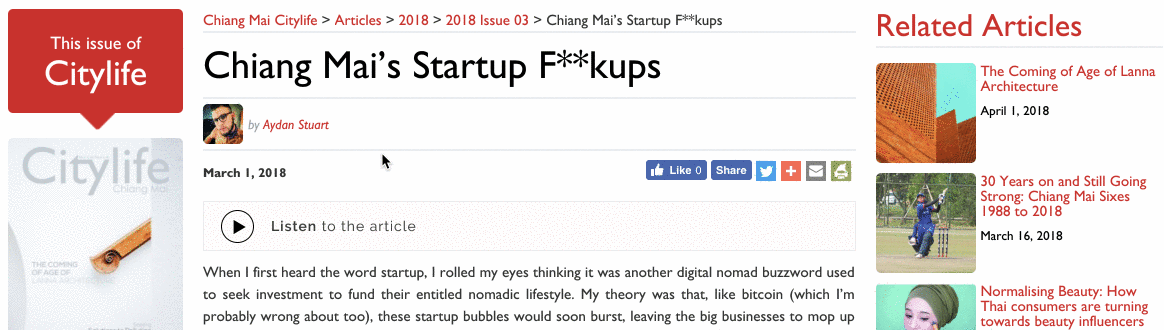 This issue of
Citylife
Citylife
Chiang Mai
THE COMING
OF AGE OF
LANNA ARCHITECTURE
Chiang Mai Citylife > Articles > 2018 > 2018 Issue 03 > Chiang Mai’s Startup F**kups
Chiang Mai’s Startup F**kups
by Aydan Stuart
March 1, 2018
Like 0
Share
Listen to the article
When I first heard the word startup, I rolled my eyes thinking it was another digital nomad buzzword used
to seek investment to fund their entitled nomadic lifestyle. My theory was that, like bitcoin (which I’m
probably wrong about too), these startup bubbles would soon burst, leaving the big businesses to mop up
Related Articles
The Coming of Age of Lanna
Architecture
April 1, 2018
30 Years on and Still Going
Strong: Chiang Mai Sixes
1988 to 2018
March 16, 2018
Normalising Beauty: How
Thai consumers are turning
towards beauty influencers